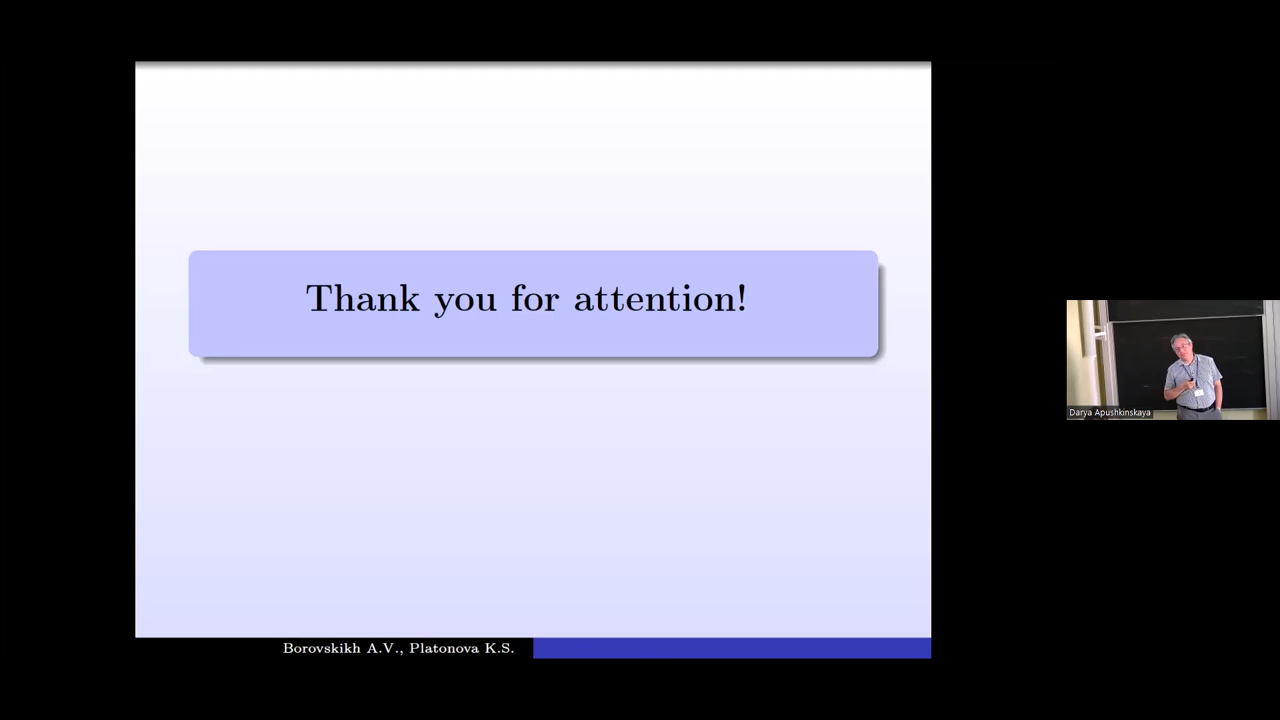 Thank you for attention!
Darya Apushkinskaya
Borovskikh A.V., Platonova K.S.